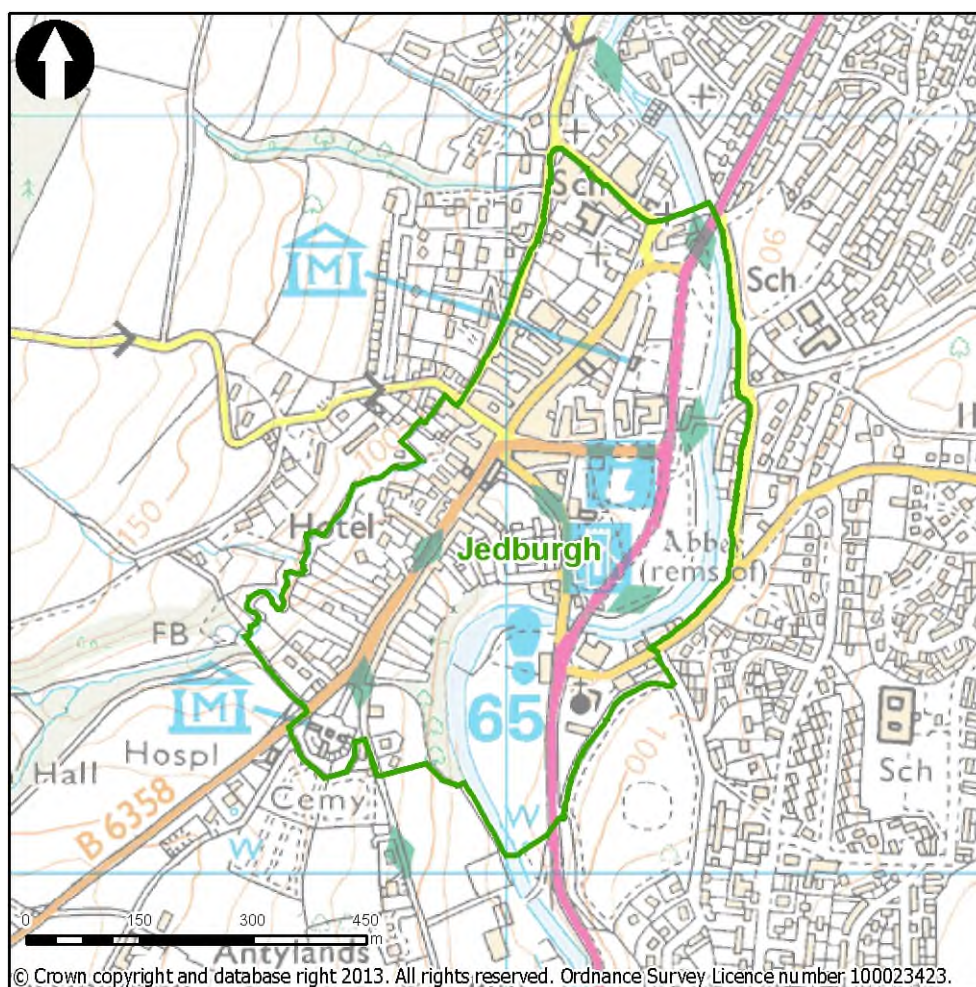 Sch
M
90
Sch
100
150
Hotel
i
Jedburgh
Abbey
(rems of)
FB
M
65
100
Hospl
Hall
Sch
Cemy
B 6358
W
W
0 150 300 450
m
Antylands
© Crown copyright and database right 2013. All rights reserved. Ordnance Survey Licence number 100023423.